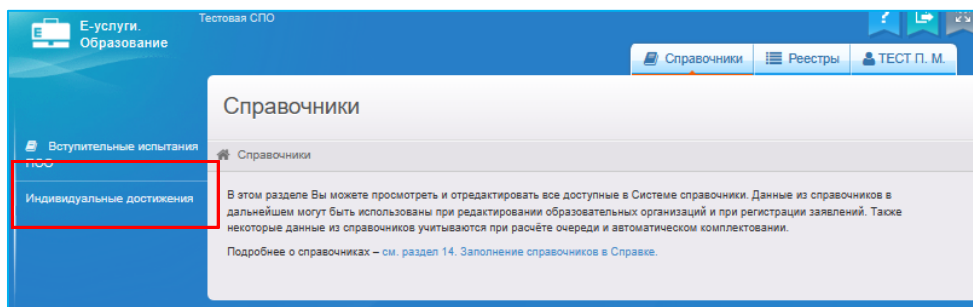 Тестовая СПО
Е-услуги.
Образование
?
Справочники
Реестры
ТЕСТ П. М.
Справочники
Вступительные испытания
ПОО
Справочники
Индивидуальные достижения
В этом разделе Вы можете просмотреть и отредактировать все доступные в Системе справочники. Данные из справочников в
дальнейшем могут быть использованы при редактировании образовательных организаций и при регистрации заявлений. Также
некоторые данные из справочников учитываются при расчёте очереди и автоматическом комплектовании.
Подробнее о справочниках – см. раздел 14. Заполнение справочников в Справке.